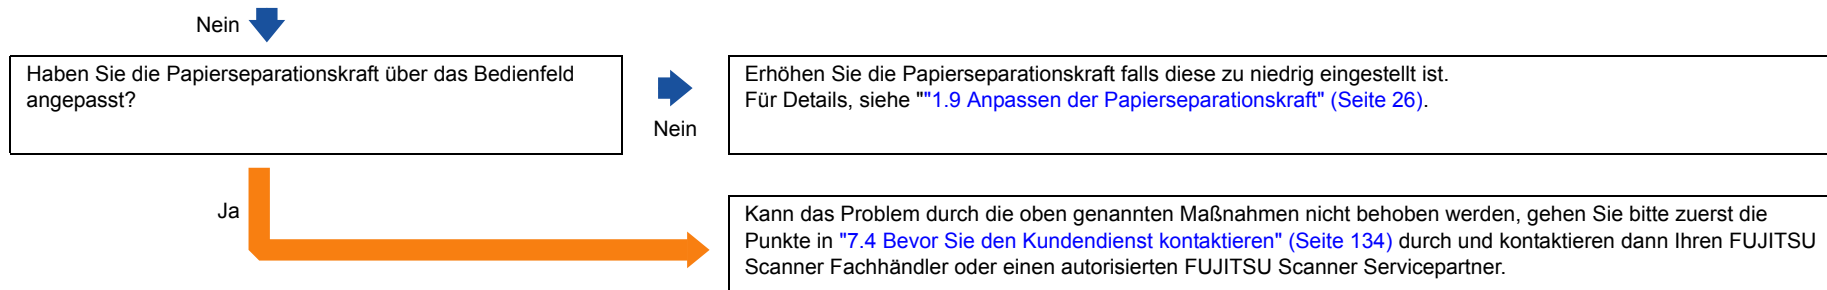 Nein
Haben Sie die Papierseparationskraft über das Bedienfeld
angepasst?
Nein
Erhöhen Sie die Papierseparationskraft falls diese zu niedrig eingestellt ist.
Für Details, siehe ""1.9 Anpassen der Papierseparationskraft" (Seite 26).
Ja
Kann das Problem durch die oben genannten Maßnahmen nicht behoben werden, gehen Sie bitte zuerst die
Punkte in "7.4 Bevor Sie den Kundendienst kontaktieren" (Seite 134) durch und kontaktieren dann Ihren FUJITSU
Scanner Fachhändler oder einen autorisierten FUJITSU Scanner Servicepartner.